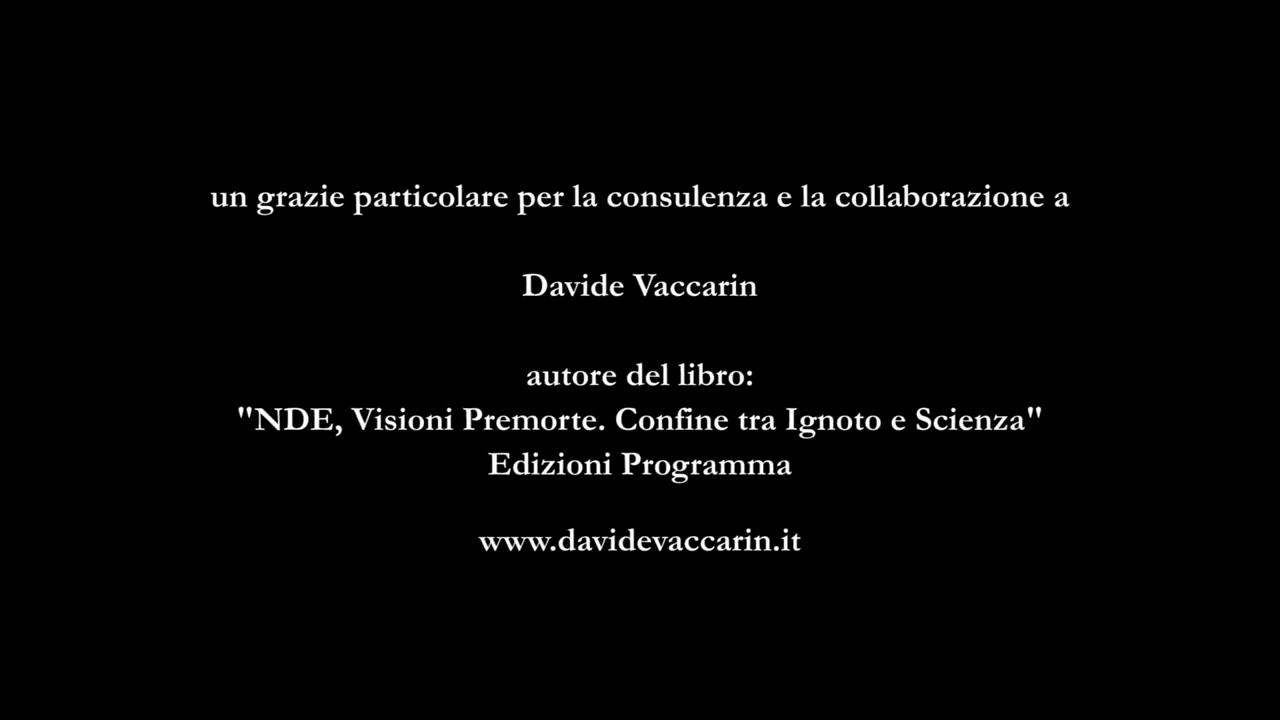 un grazie particolare per la consulenza e la collaborazione a
Davide Vaccarin
autore del libro:
"NDE, Visioni Premorte. Confine tra Ignoto e Scienza"
Edizioni Programma
www.davidevaccarin.it